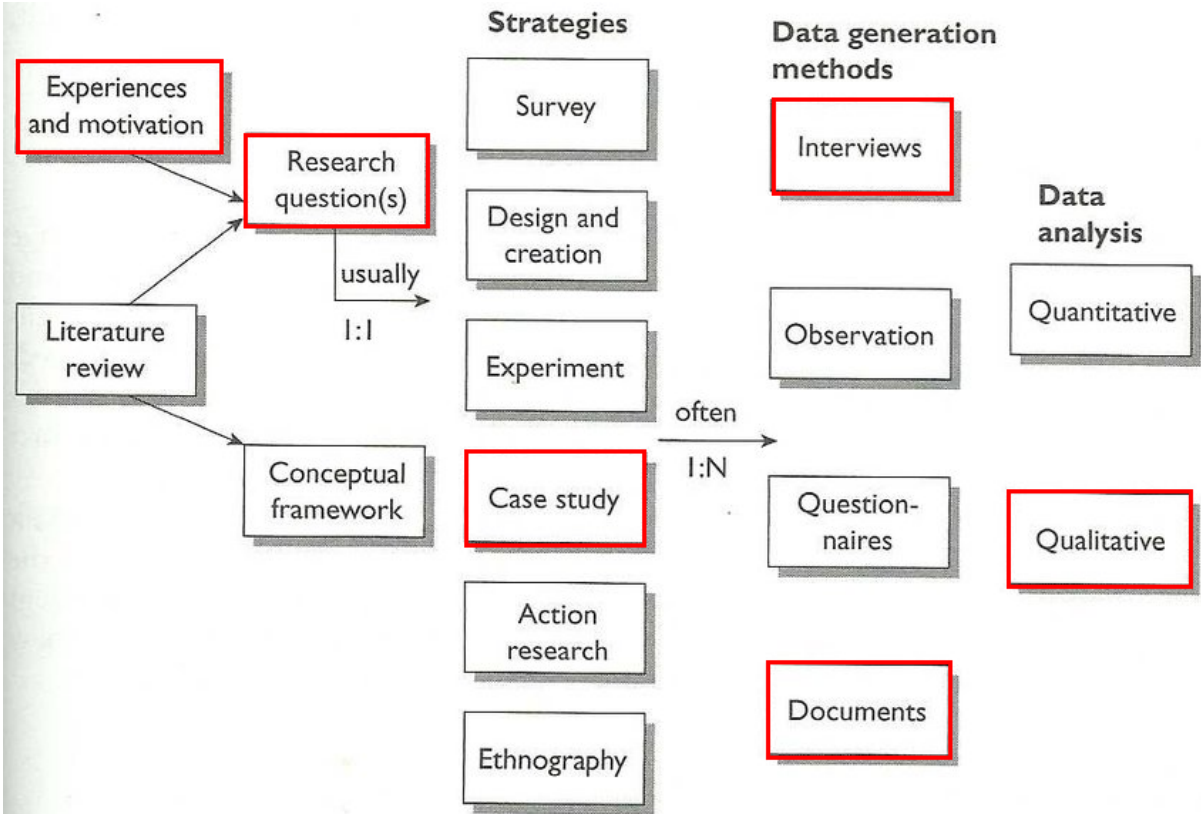 Strategies
Data generation
methods
Experiences
and motivation
Survey
Interviews
Research
question(s)
Data
analysis
Design and
creation
usually
1:1
Literature
review
Observation
Quantitative
Experiment
often
1:N
Conceptual
framework
Case study
Question-
naires
Qualitative
Action
research
Documents
Ethnography